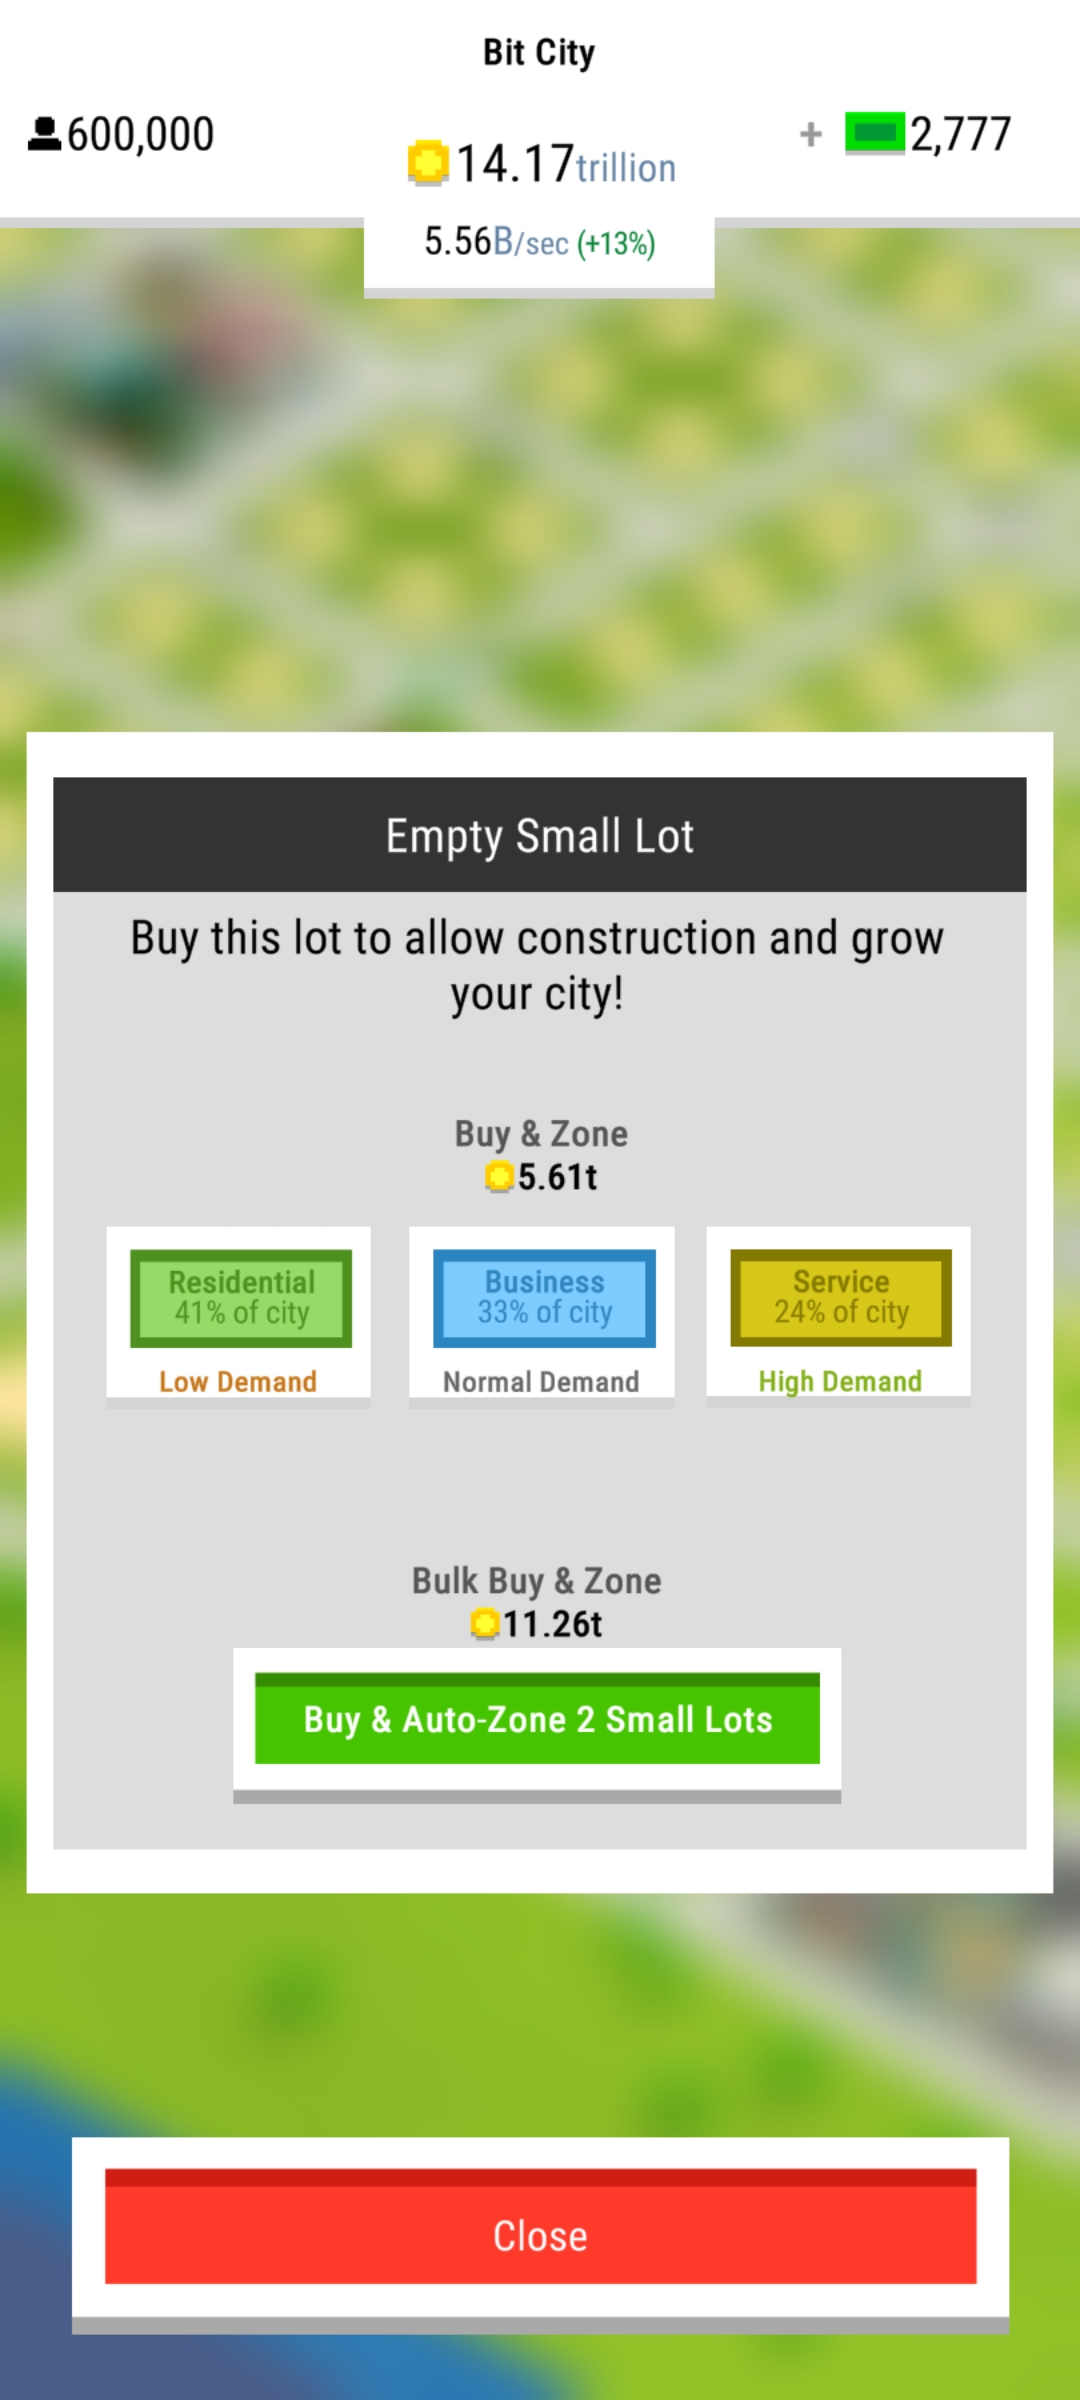 Bit City
600,000
14.17trillion
+ 2,777
5.56B/sec (+13%)
Empty Small Lot
Buy this lot to allow construction and grow
your city!
Buy & Zone
5.61t
Residential
41% of city
Low Demand
Business
33% of city
Normal Demand
Service
24% of city
High Demand
Bulk Buy & Zone
11.26t
Buy & Auto-Zone 2 Small Lots
Close